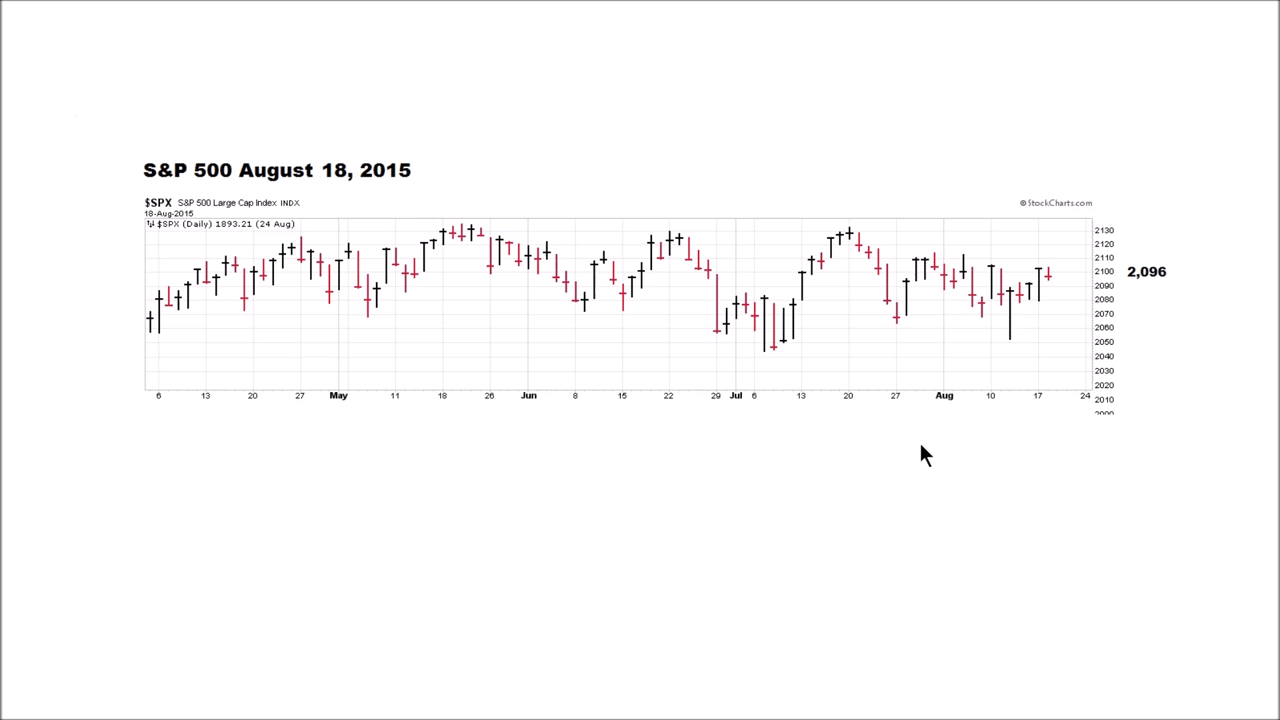 S&P 500 August 18, 2015
$SPX S&P 500 Large Cap Index INDX
© StockCharts.com
18-Aug-2015
$SPX (Daily) 1893.21 (24 Aug)
2130
2120
2110
2100
2,096
2090
2080
2070
2060
2050
2040
2030
2020
2010
2000
6 13 20 27 May 11 18 26 Jun 8 15 22 29 Jul 6 13 20 27 Aug 10 17 24